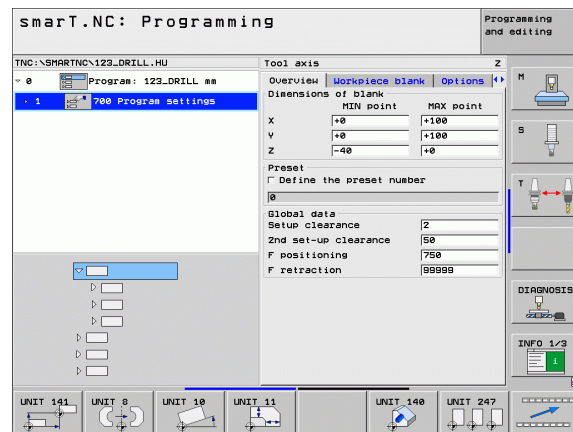 smarT.NC: Programming
Programming
and editing
TNC:\SMARTNC\123_DRILL.HU
Tool axis Z
0 Program: 123_DRILL mm
1 700 Program settings
Overview Workpiece blank Options
Dimensions of blank
MIN point MAX point
X +0 +100
Y +0 +100
Z -40 +0
Preset
Define the preset number
0
Global data
Setup clearance 2
2nd set-up clearance 50
F positioning 750
F retraction 99999
M
S
T
DIAGNOSIS
INFO 1/3
i
UNIT 141 UNIT 8 UNIT 10 UNIT 11 UNIT 140 UNIT 247